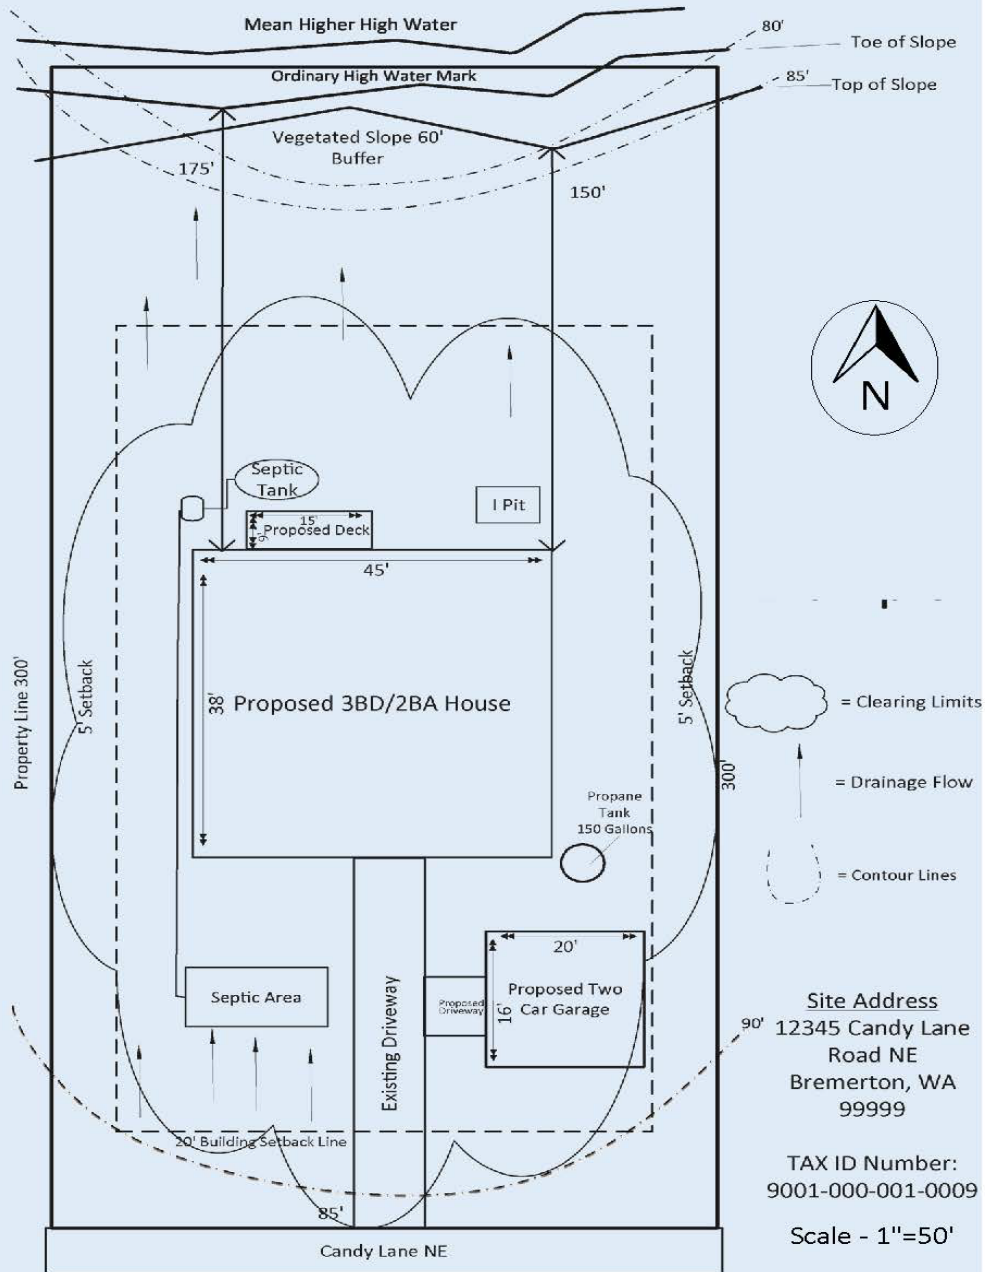 Mean Higher High Water
80'
Toe of Slope
Ordinary High Water Mark
85'
Top of Slope
Vegetated Slope 60'
Buffer
175'
150'
N
Septic
Tank
I Pit
15'
9'
Proposed Deck
45'
38'
Proposed 3BD/2BA House
Property Line 300'
5' Setback
5' Setback
300'
= Clearing Limits
= Drainage Flow
= Contour Lines
Propane
Tank
150 Gallons
20'
16'
Proposed Two
Car Garage
Proposed
Driveway
Existing Driveway
Septic Area
90'
Site Address
12345 Candy Lane
Road NE
Bremerton, WA
99999
TAX ID Number:
9001-000-001-0009
Scale - 1"=50'
20' Building Setback Line
85'
Candy Lane NE